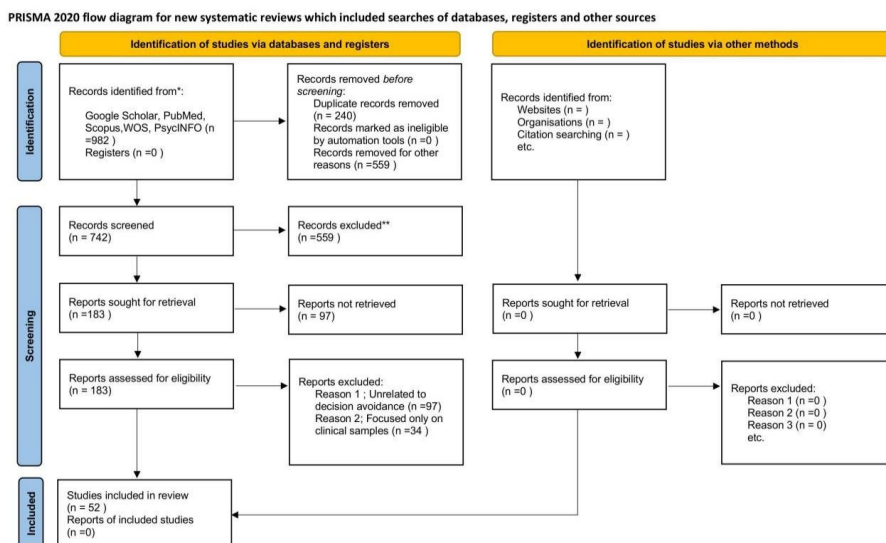 PRISMA 2020 flow diagram for new systematic reviews which included searches of databases, registers and other sources
Identification of studies via databases and registers
Identification of studies via other methods
Identification
Records identified from*:
Google Scholar, PubMed,
Scopus,WOS, PsycINFO (n
=982 )
Registers (n =0 )
Records removed before
screening:
Duplicate records removed
(n = 240)
Records marked as ineligible
by automation tools (n =0 )
Records removed for other
reasons (n =559 )
Records identified from:
Websites (n = )
Organisations (n = )
Citation searching (n = )
etc.
Screening
Records screened
(n = 742)
Records excluded**
(n =559 )
Reports sought for retrieval
(n =183 )
Reports not retrieved
(n = 97)
Reports sought for retrieval
(n =0 )
Reports not retrieved
(n =0 )
Reports assessed for eligibility
(n = 183)
Reports excluded:
Reason 1 ; Unrelated to
decision avoidance (n =97)
Reason 2; Focused only on
clinical samples (n =34 )
Reports assessed for eligibility
(n =0 )
Reports excluded:
Reason 1 (n =0 )
Reason 2 (n =0 )
Reason 3 (n = 0)
etc.
Included
Studies included in review
(n = 52 )
Reports of included studies
(n =0)